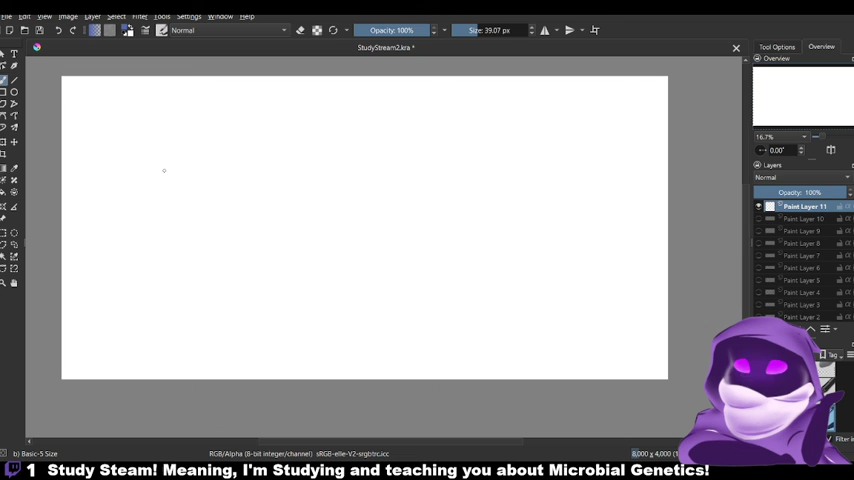 File Edit View Image Layer Select Filter Tools Settings Window Help
Normal
Opacity: 100%
Size: 39.07 px
StudyStream2.kra *
Tool Options
Overview
Overview
16.7%
0.00°
Layers
Normal
Opacity: 100%
Paint Layer 11
Paint Layer 10
Paint Layer 9
Paint Layer 8
Paint Layer 7
Paint Layer 6
Paint Layer 5
Paint Layer 4
Paint Layer 3
Paint Layer 2
Tag
Filter in
b) Basic-5 Size
RGB/Alpha (8-bit integer/channel) sRGB-elle-V2-srgbtrc.icc
8,000 x 4,000 (1
1 Study Steam! Meaning, I'm Studying and teaching you about Microbial Genetics!